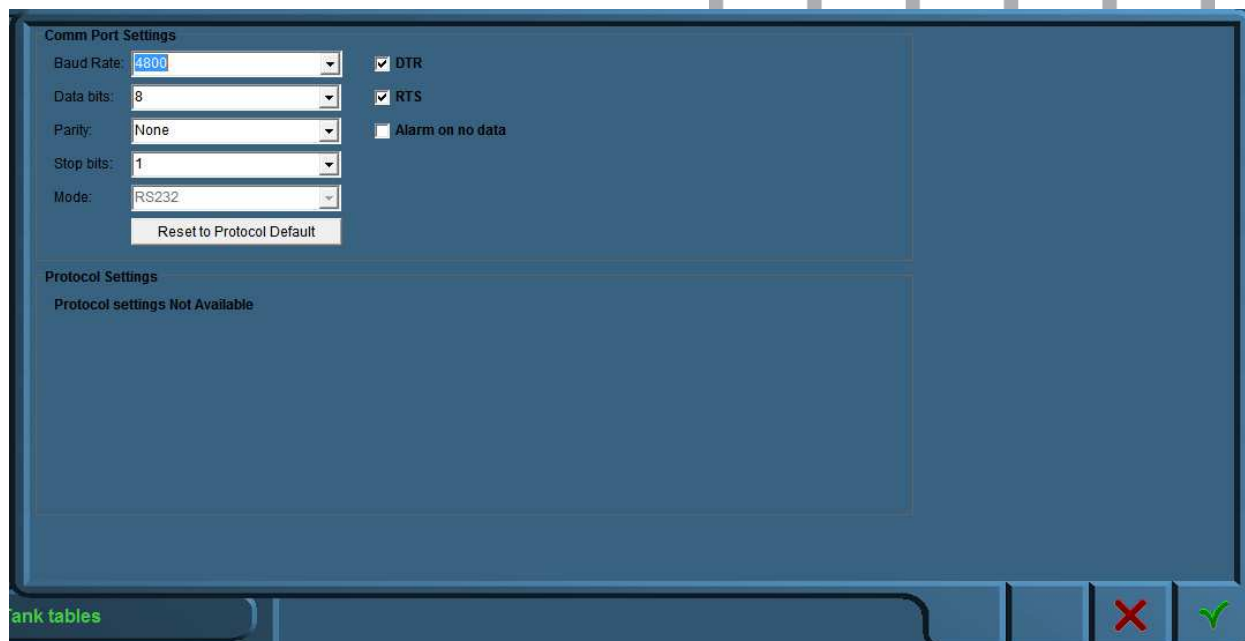 Comm Port Settings
Baud Rate: 4800 DTR
Data bits: 8 RTS
Parity: None Alarm on no data
Stop bits: 1
Mode: RS232
Reset to Protocol Default
Protocol Settings
Protocol settings Not Available
ank tables